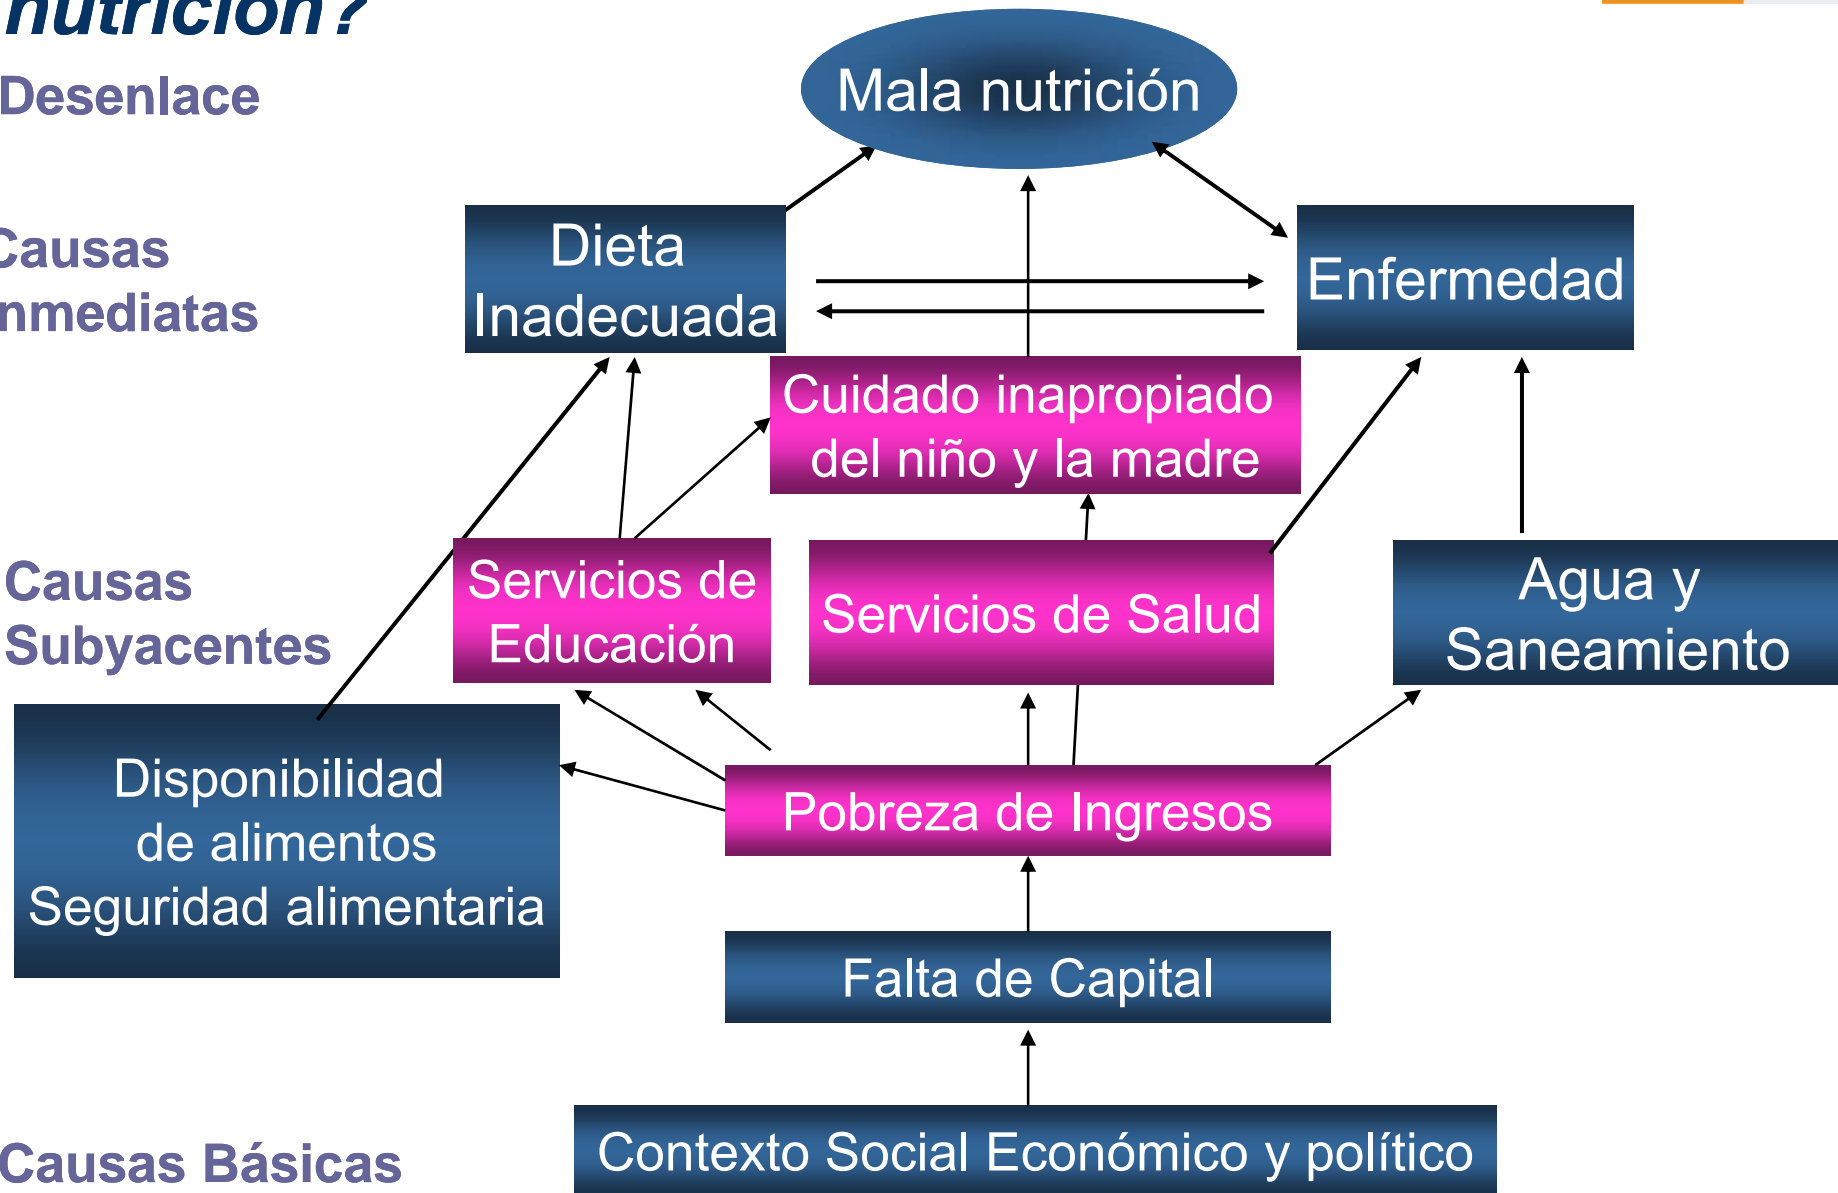 nutrición?
Desenlace
Mala nutrición
Causas
Inmediatas
Dieta
Inadecuada
Enfermedad
Cuidado inapropiado
del niño y la madre
Causas
Subyacentes
Servicios de
Educación
Servicios de Salud
Agua y
Saneamiento
Disponibilidad
de alimentos
Seguridad alimentaria
Pobreza de Ingresos
Falta de Capital
Causas Básicas
Contexto Social Económico y político